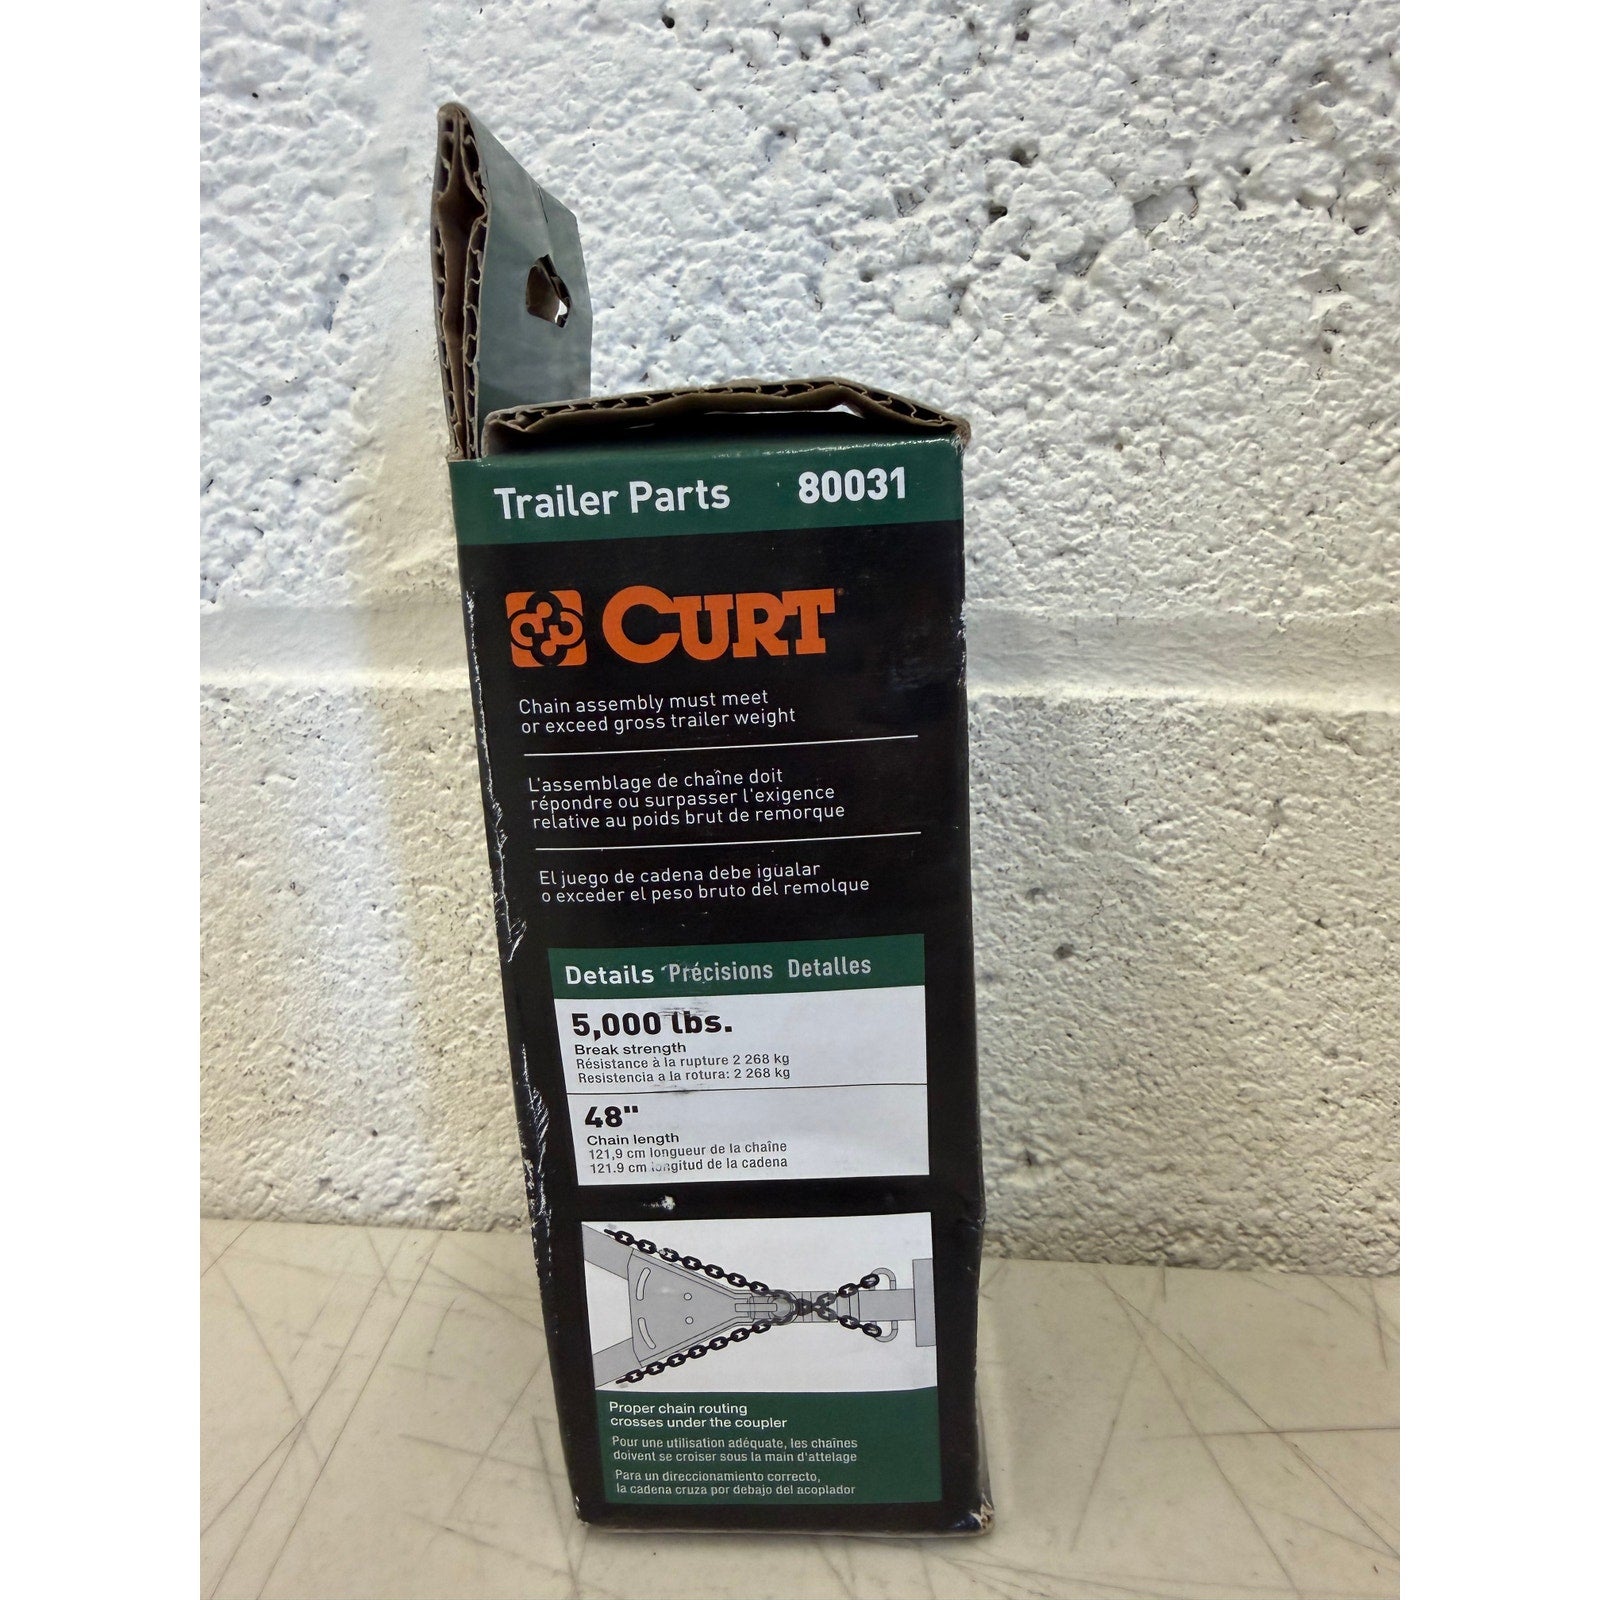 Trailer Parts 80031
CURT
Chain assembly must meet
or exceed gross trailer weight
L'assemblage de chaîne doit
répondre ou surpasser l'exigence
relative au poids brut de remorque
El juego de cadena debe igualar
o exceder el peso bruto del remolque
Details Précisions Detalles
5,000 lbs.
Break strength
Résistance à la rupture 2 268 kg
Resistencia a la rotura: 2 268 kg
48"
Chain length
121,9 cm longueur de la chaîne
121.9 cm longitud de la cadena
Proper chain routing
crosses under the coupler
Pour une utilisation adéquate, les chaînes
doivent se croiser sous la main d'attelage
Para un direccionamiento correcto,
la cadena cruza por debajo del acoplador